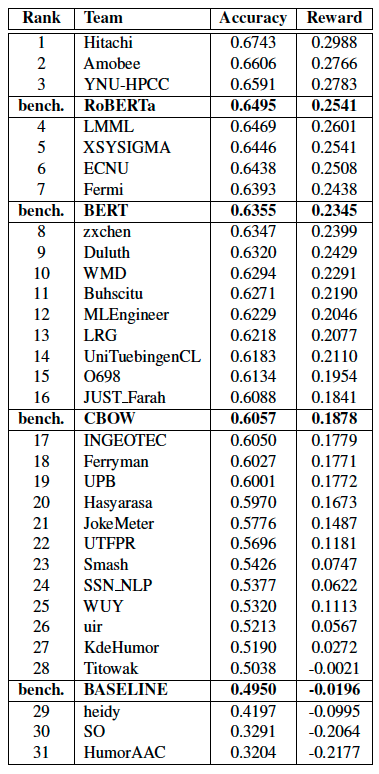 Rank Team Accuracy Reward
1 Hitachi 0.6743 0.2988
2 Amobee 0.6606 0.2766
3 YNU-HPCC 0.6591 0.2783
bench. RoBERTa 0.6495 0.2541
4 LMML 0.6469 0.2601
5 XSYSIGMA 0.6446 0.2541
6 ECNU 0.6438 0.2508
7 Fermi 0.6393 0.2438
bench. BERT 0.6355 0.2345
8 zxchen 0.6347 0.2399
9 Duluth 0.6320 0.2429
10 WMD 0.6294 0.2291
11 Buhscitu 0.6271 0.2190
12 MLEngineer 0.6229 0.2046
13 LRG 0.6218 0.2077
14 UniTuebingenCL 0.6183 0.2110
15 O698 0.6134 0.1954
16 JUST_Farah 0.6088 0.1841
bench. CBOW 0.6057 0.1878
17 INGEOTEC 0.6050 0.1779
18 Ferryman 0.6027 0.1771
19 UPB 0.6001 0.1772
20 Hasyarasa 0.5970 0.1673
21 JokeMeter 0.5776 0.1487
22 UTFPR 0.5696 0.1181
23 Smash 0.5426 0.0747
24 SSN_NLP 0.5377 0.0622
25 WUY 0.5320 0.1113
26 uir 0.5213 0.0567
27 KdeHumor 0.5190 0.0272
28 Titowak 0.5038 -0.0021
bench. BASELINE 0.4950 -0.0196
29 heidy 0.4197 -0.0995
30 SO 0.3291 -0.2064
31 HumorAAC 0.3204 -0.2177